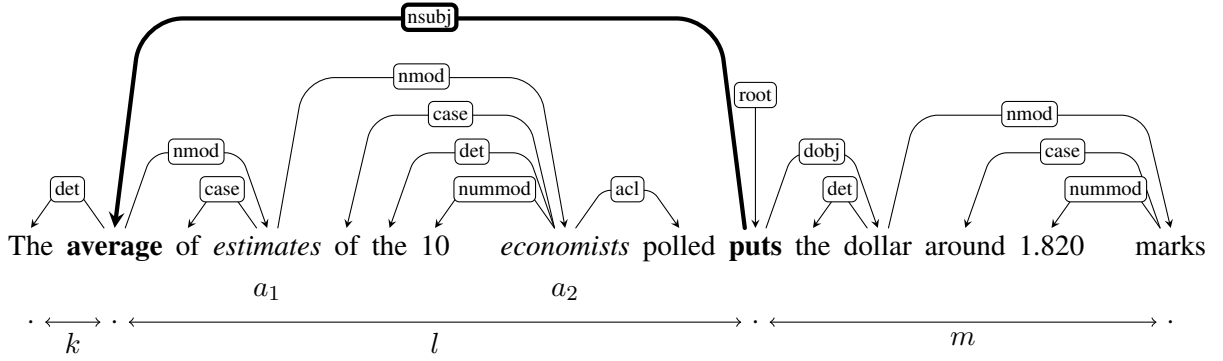 nsubj
nmod
root
case nmod
nmod det dobj case
det case nummod acl det nummod
The average of estimates of the 10 economists polled puts the dollar around 1.820 marks
a1 a2
k l m